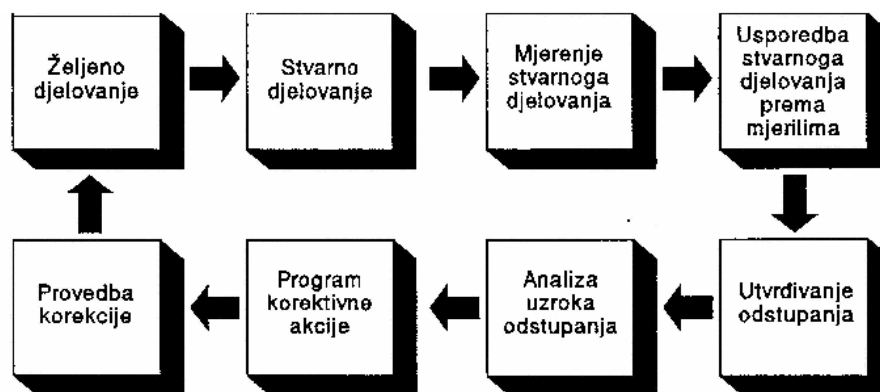 Željeno
djelovanje
Stvarno
djelovanje
Mjerenje
stvarnoga
djelovanja
Usporedba
stvarnoga
djelovanja
prema
mjerilima
Provedba
korekcije
Program
korektivne
akcije
Analiza
uzroka
odstupanja
Utvrđivanje
odstupanja